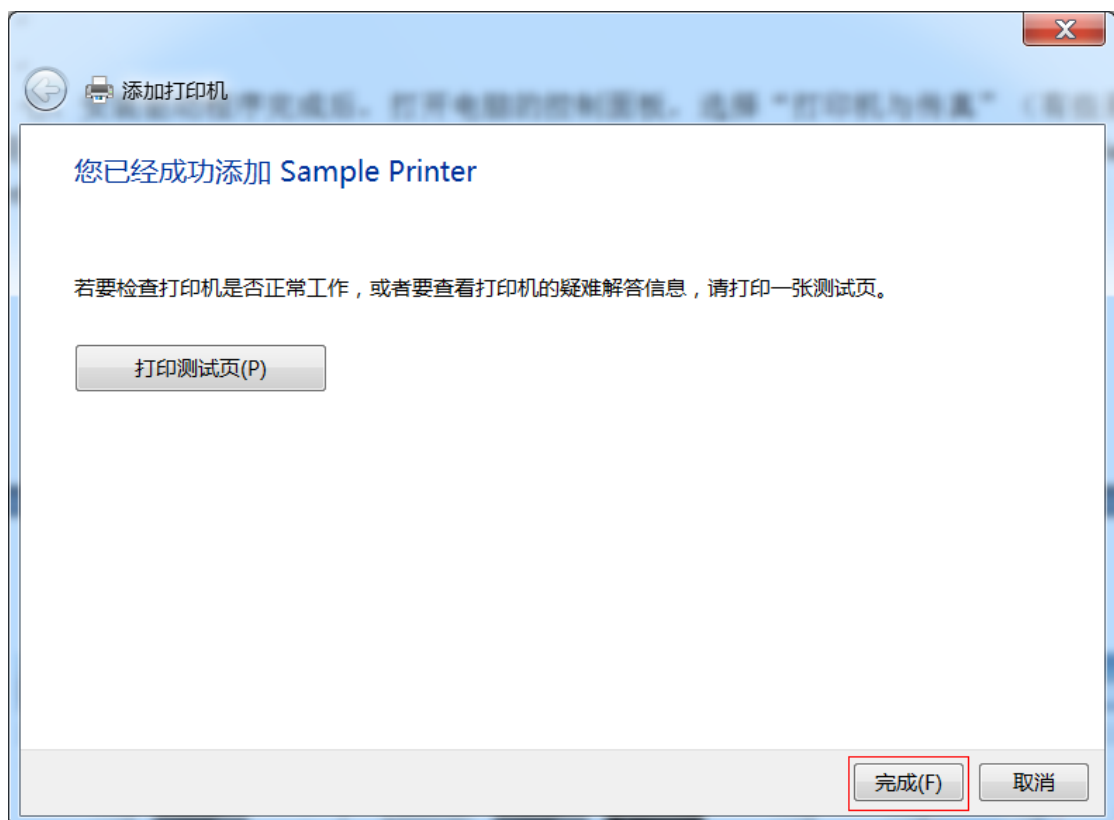 添加打印机
您已经成功添加 Sample Printer
若要检查打印机是否正常工作，或者要查看打印机的疑难解答信息，请打印一张测试页。
打印测试页(P)
完成(F)
取消